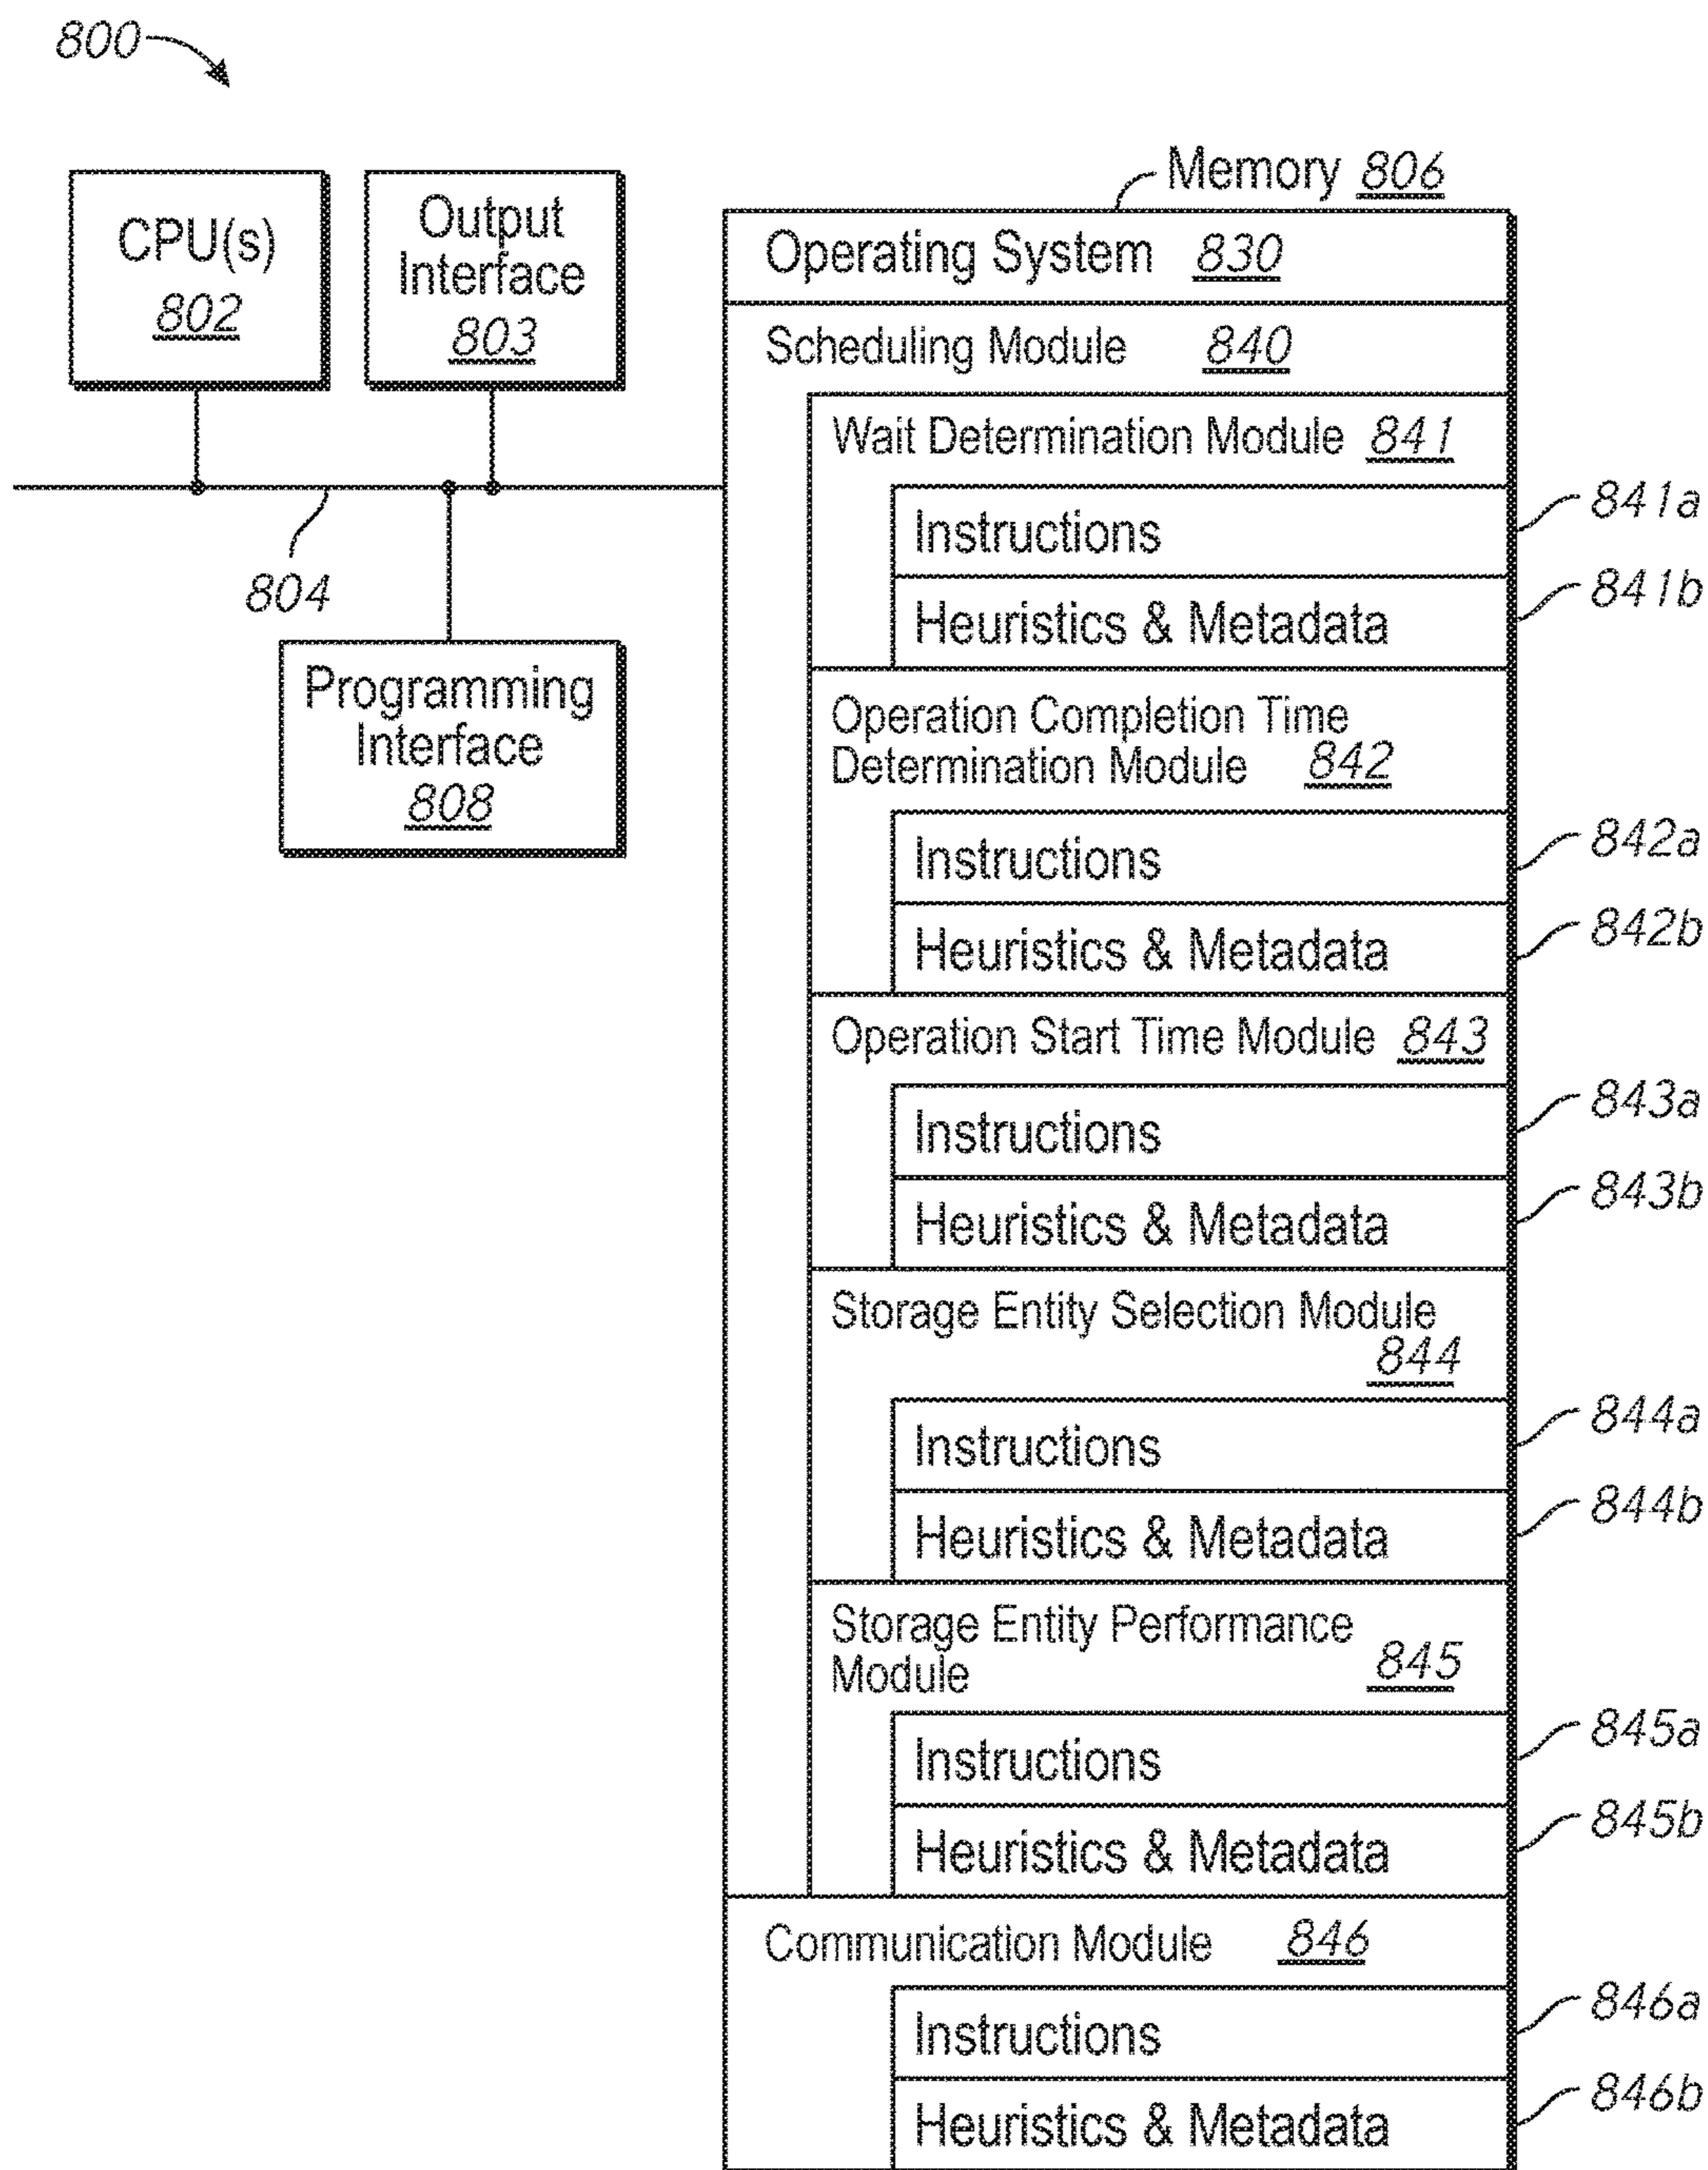 800
CPU(s)
802
Output
Interface
803
804
Programming
Interface
808
Memory 806
Operating System 830
Scheduling Module 840
Wait Determination Module 841
Instructions
841a
Heuristics & Metadata
841b
Operation Completion Time
Determination Module 842
Instructions
842a
Heuristics & Metadata
842b
Operation Start Time Module 843
Instructions
843a
Heuristics & Metadata
843b
Storage Entity Selection Module
844
Instructions
844a
Heuristics & Metadata
844b
Storage Entity Performance
Module 845
Instructions
845a
Heuristics & Metadata
845b
Communication Module 846
Instructions
846a
Heuristics & Metadata
846b